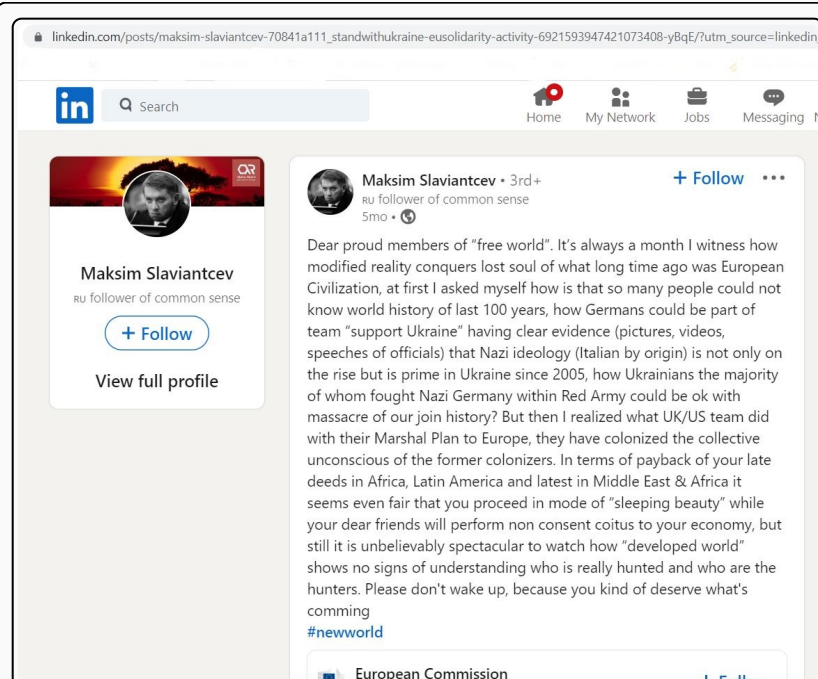 linkedin.com/posts/maksim-slaviantcev-70841a111_standwithukraine-eusolidarity-activity-6921593947421073408-yBqE/?utm_source=linkedin
in
Search
Home
My Network
Jobs
Messaging
Maksim Slaviantcev
RU follower of common sense
+ Follow
View full profile
Maksim Slaviantcev • 3rd+
+ Follow
RU follower of common sense
5mo •
Dear proud members of “free world”. It’s always a month I witness how
modified reality conquers lost soul of what long time ago was European
Civilization, at first I asked myself how is that so many people could not
know world history of last 100 years, how Germans could be part of
team “support Ukraine” having clear evidence (pictures, videos,
speeches of officials) that Nazi ideology (Italian by origin) is not only on
the rise but is prime in Ukraine since 2005, how Ukrainians the majority
of whom fought Nazi Germany within Red Army could be ok with
massacre of our join history? But then I realized what UK/US team did
with their Marshal Plan to Europe, they have colonized the collective
unconscious of the former colonizers. In terms of payback of your late
deeds in Africa, Latin America and latest in Middle East & Africa it
seems even fair that you proceed in mode of “sleeping beauty” while
your dear friends will perform non consent coitus to your economy, but
still it is unbelievably spectacular to watch how “developed world”
shows no signs of understanding who is really hunted and who are the
hunters. Please don't wake up, because you kind of deserve what's
comming
#newworld
European Commission